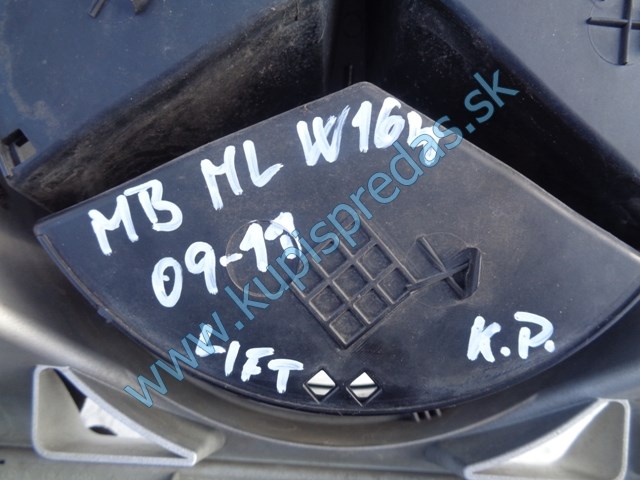 MB ML W164
09-11
LIFT
K.P.
www.kupispredas.sk